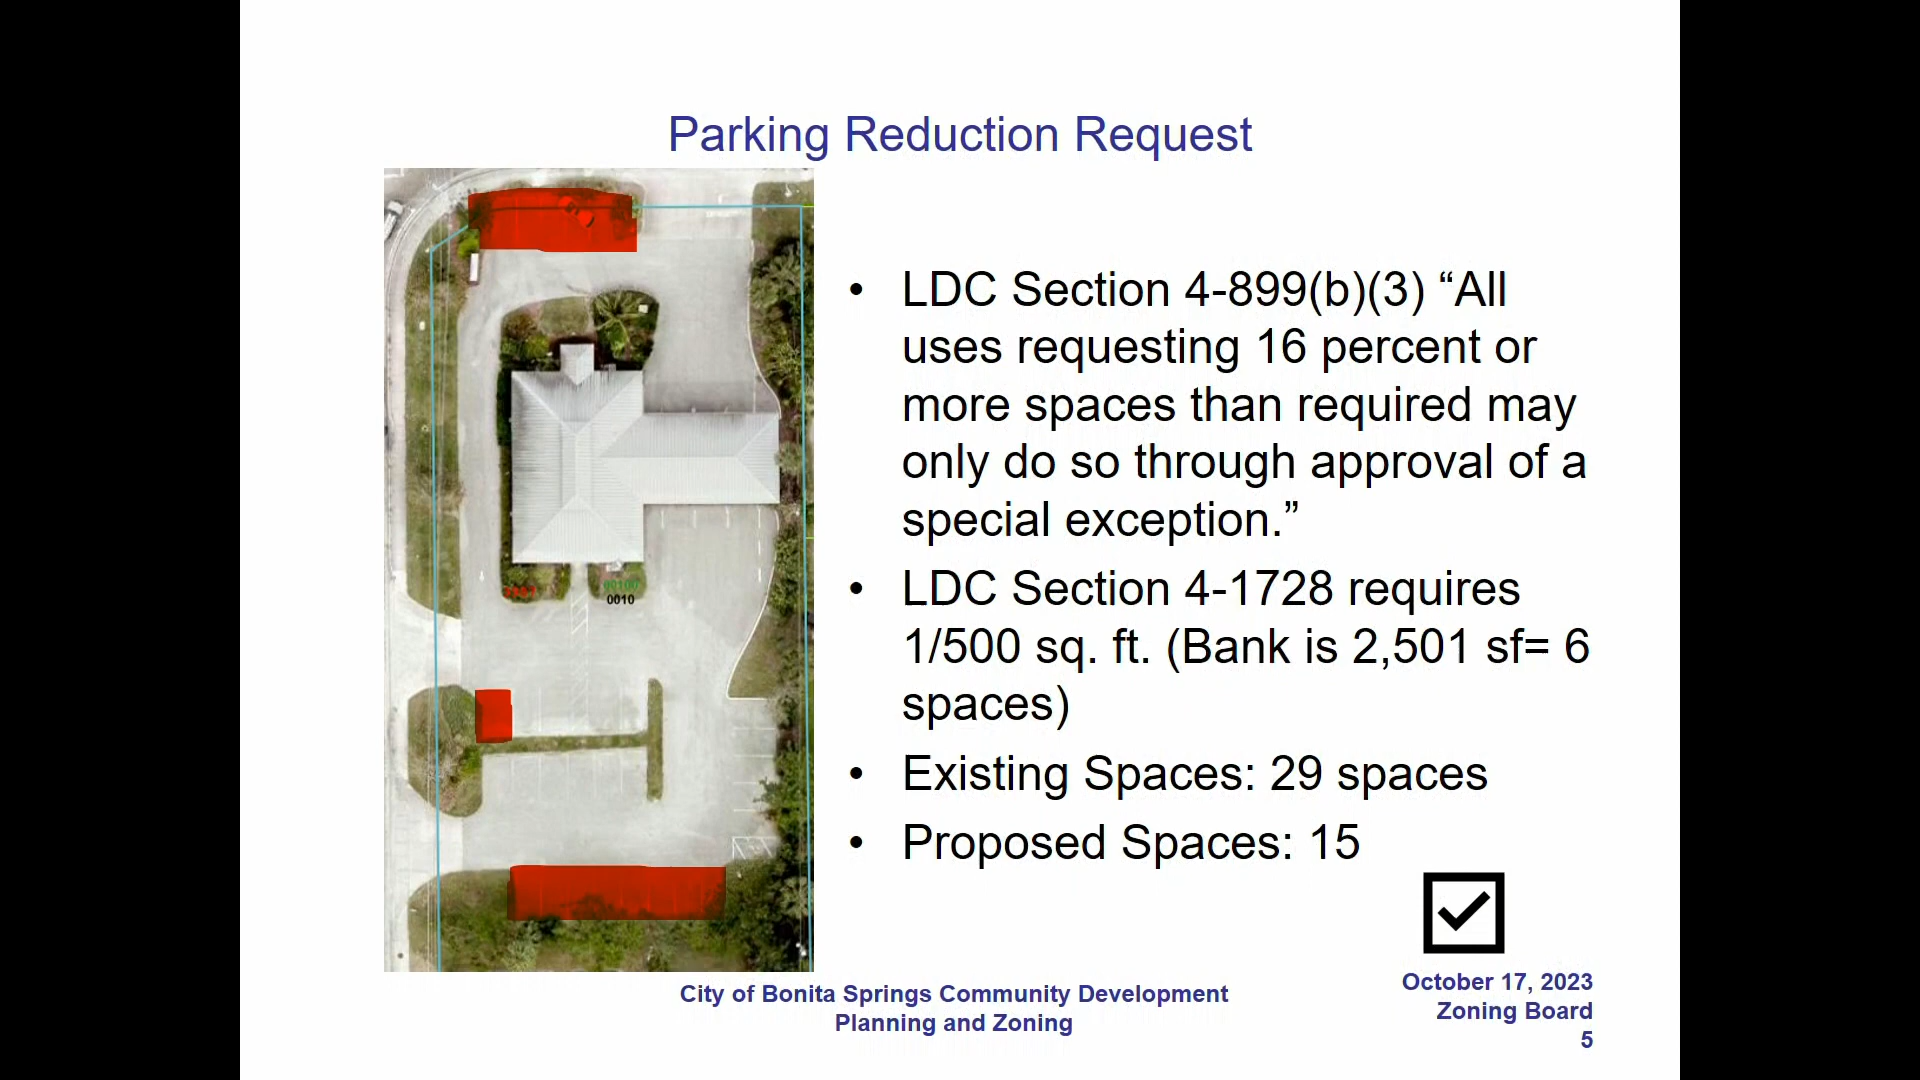 Parking Reduction Request
• LDC Section 4-899(b)(3) “All
uses requesting 16 percent or
more spaces than required may
only do so through approval of a
special exception.”
• LDC Section 4-1728 requires
1/500 sq. ft. (Bank is 2,501 sf= 6
spaces)
• Existing Spaces: 29 spaces
• Proposed Spaces: 15
0010
City of Bonita Springs Community Development
Planning and Zoning
October 17, 2023
Zoning Board
5